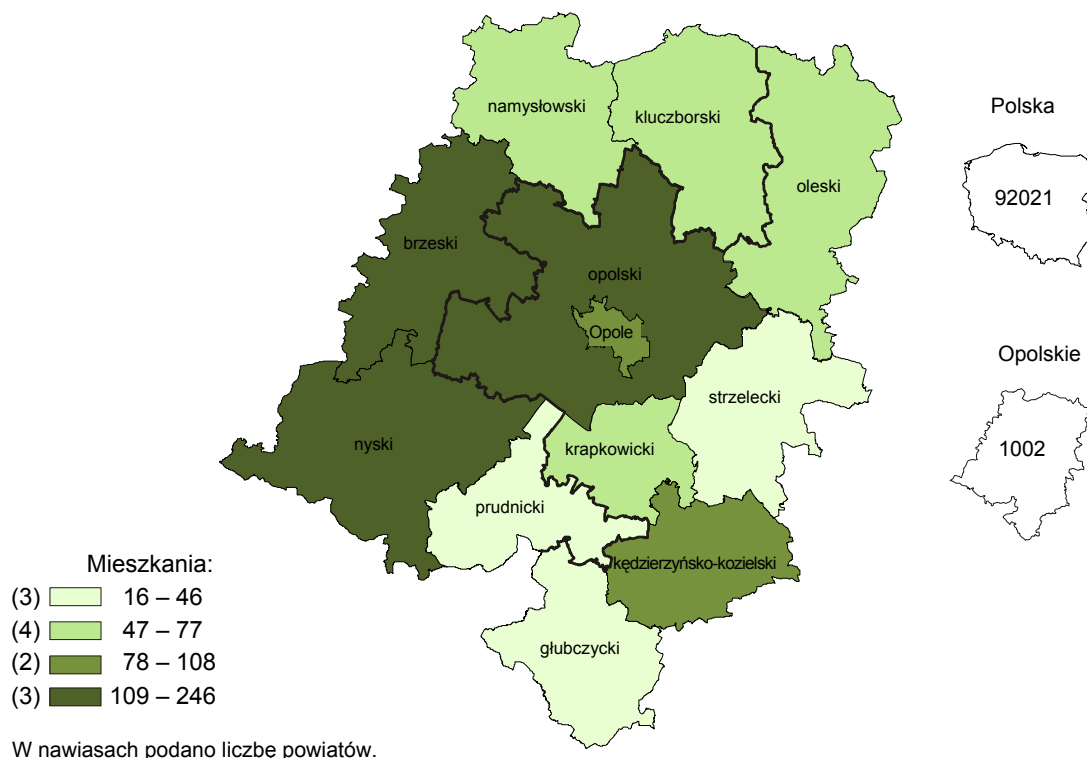 namysłowski
kluczborski
oleski
brzeski
opolski
Opole
strzelecki
nyski
krapkowicki
prudnicki
kędzierzyńsko-kozielski
głubczycki
Polska
92021
Opolskie
1002
Mieszkania:
(3) 16 – 46
(4) 47 – 77
(2) 78 – 108
(3) 109 – 246
W nawiasach podano liczbę powiatów.